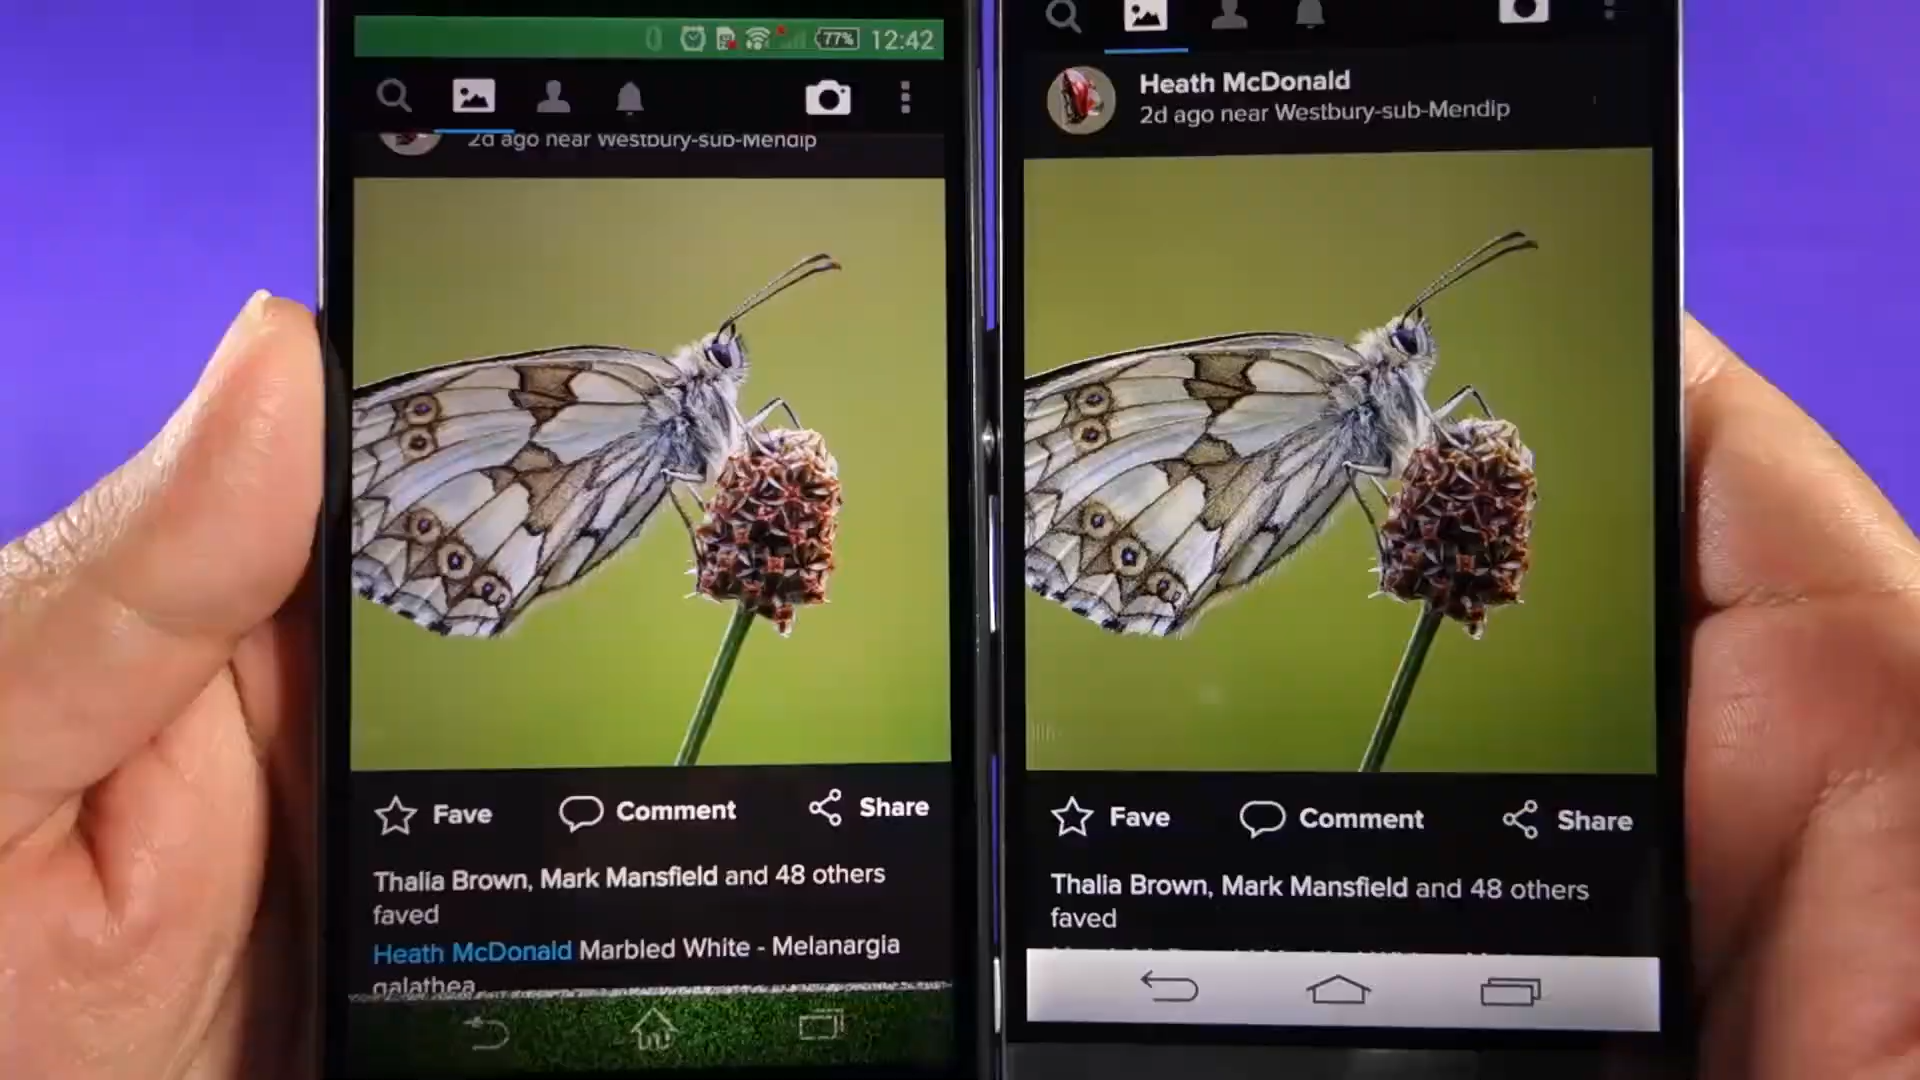 77% 12:42
2d ago near Westbury-sub-Mendip
Fave Comment Share
Thalia Brown, Mark Mansfield and 48 others
faved
Heath McDonald Marbled White - Melanargia
galathea
Heath McDonald
2d ago near Westbury-sub-Mendip
Fave Comment Share
Thalia Brown, Mark Mansfield and 48 others
faved